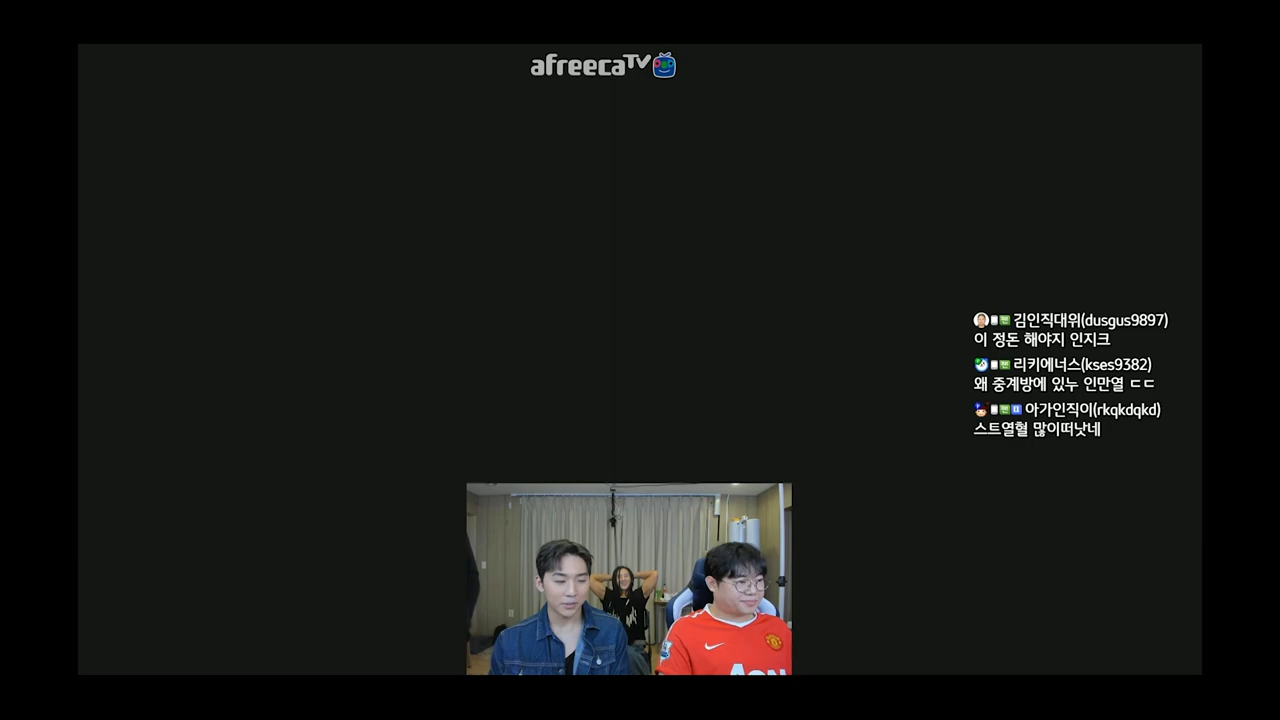 afreecaTV
김인직대위(dusgus9897)
이 정돈 해야지 인지크
리키에너스(kses9382)
왜 중계방에 있누 인만열 ㄷㄷ
아가인직이(rkqkdqkd)
스트열혈 많이떠낫네
AON